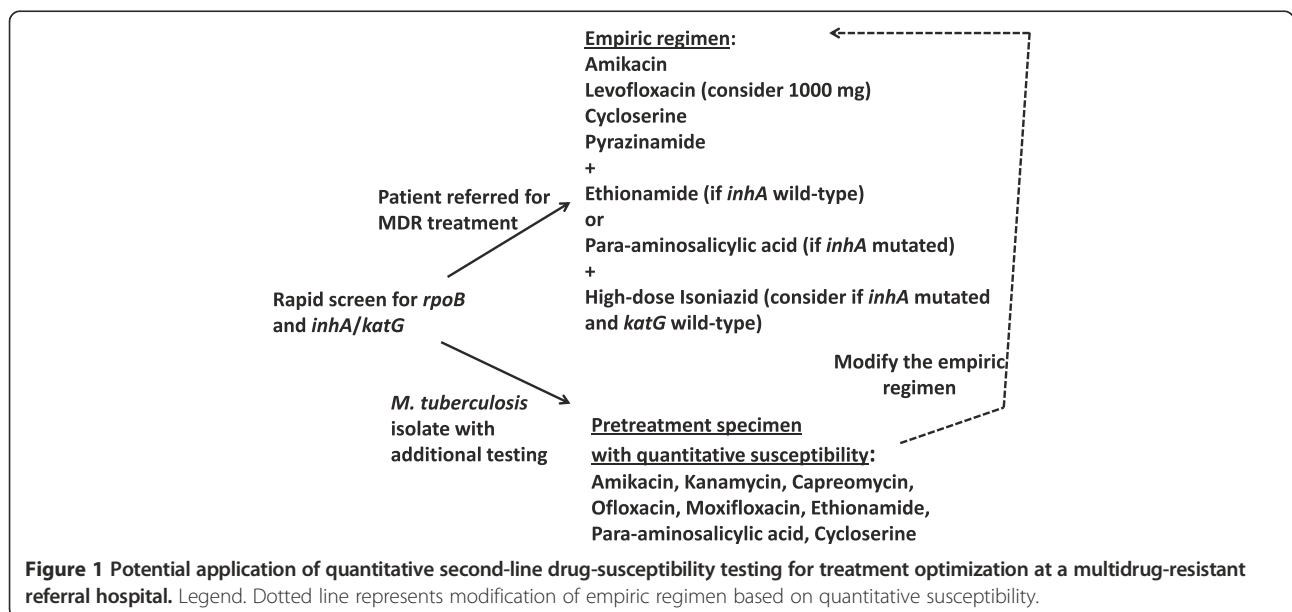 Empiric regimen:
Amikacin
Levofloxacin (consider 1000 mg)
Cycloserine
Pyrazinamide
+
Ethionamide (if inhA wild-type)
or
Para-aminosalicylic acid (if inhA mutated)
+
High-dose Isoniazid (consider if inhA mutated
and katG wild-type)
Patient referred for
MDR treatment
Rapid screen for rpoB
and inhA/katG
M. tuberculosis
isolate with
additional testing
Modify the empiric
regimen
Pretreatment specimen
with quantitative susceptibility:
Amikacin, Kanamycin, Capreomycin,
Ofloxacin, Moxifloxacin, Ethionamide,
Para-aminosalicylic acid, Cycloserine
Figure 1 Potential application of quantitative second-line drug-susceptibility testing for treatment optimization at a multidrug-resistant
referral hospital. Legend. Dotted line represents modification of empiric regimen based on quantitative susceptibility.